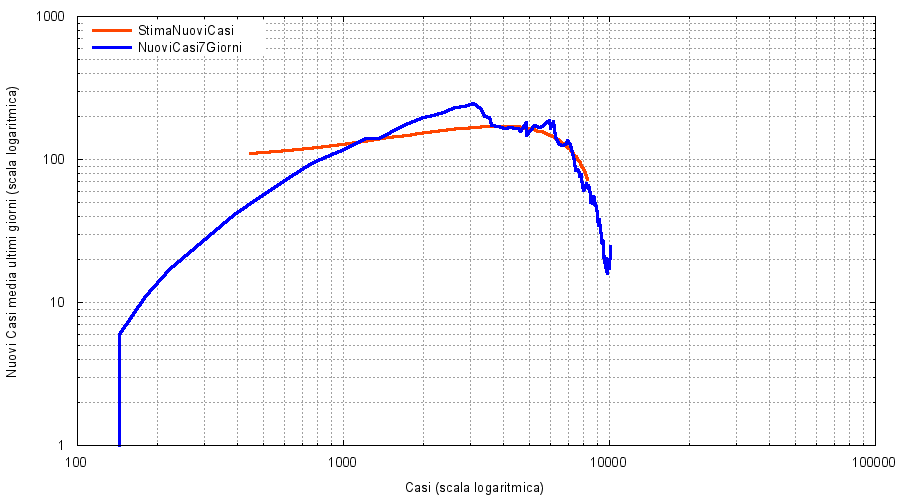 1000
StimaNuoviCasi
NuoviCasi7Giorni
100
10
1
100
1000
10000
100000
Nuovi Casi media ultimi giorni (scala logaritmica)
Casi (scala logaritmica)